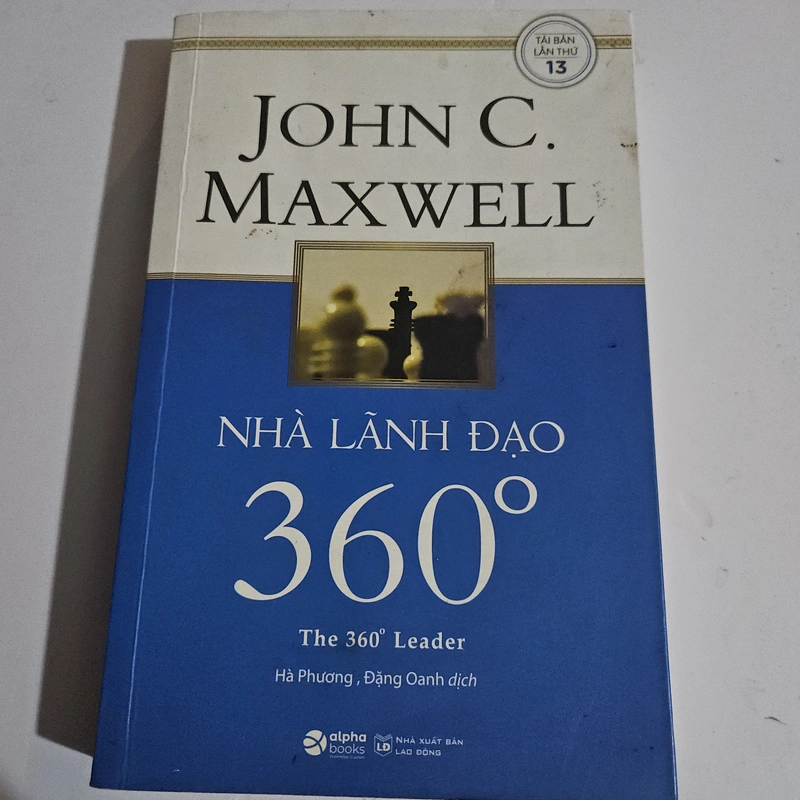 TÁI BẢN
LẦN THỨ
13
JOHN C.
MAXWELL
NHÀ LÃNH ĐẠO
360°
The 360° Leader
Hà Phương , Đặng Oanh dịch
alpha
books
LĐ
NHÀ XUẤT BẢN
LAO ĐỘNG